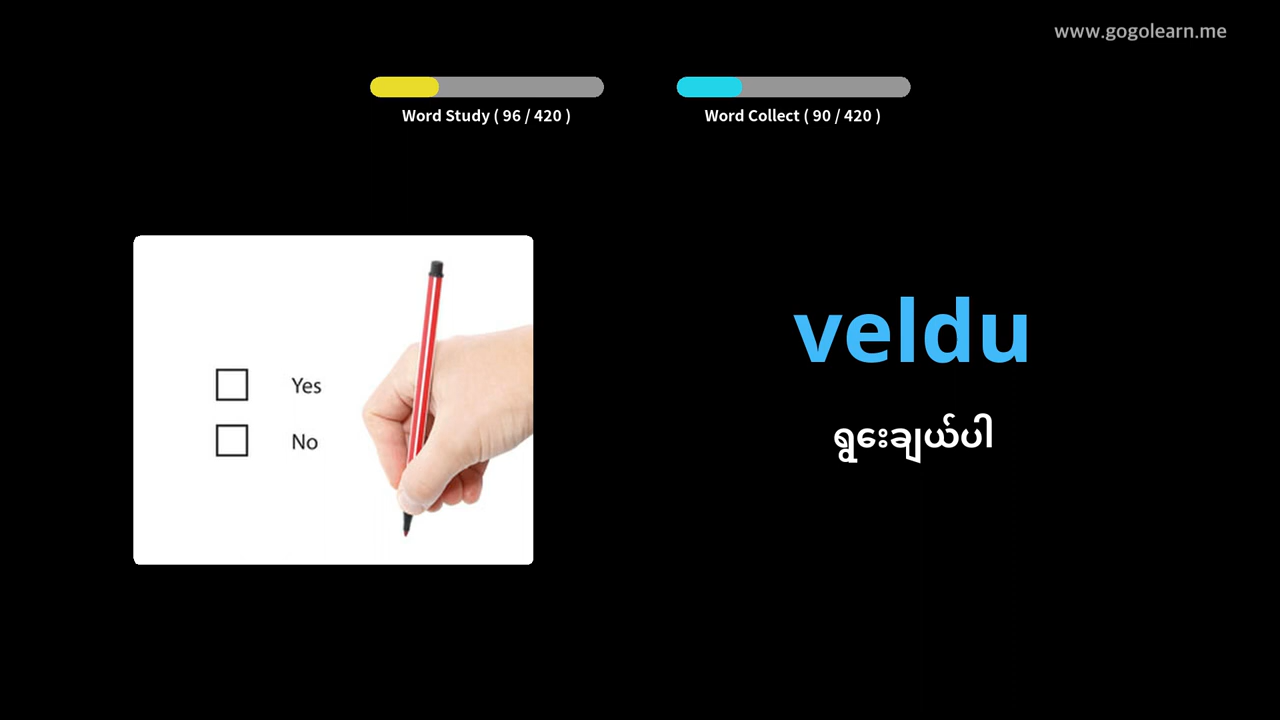 www.gogolearn.me
Word Study ( 96 / 420 )
Word Collect ( 90 / 420 )
Yes
No
veldu
ရွေးချယ်ပါ